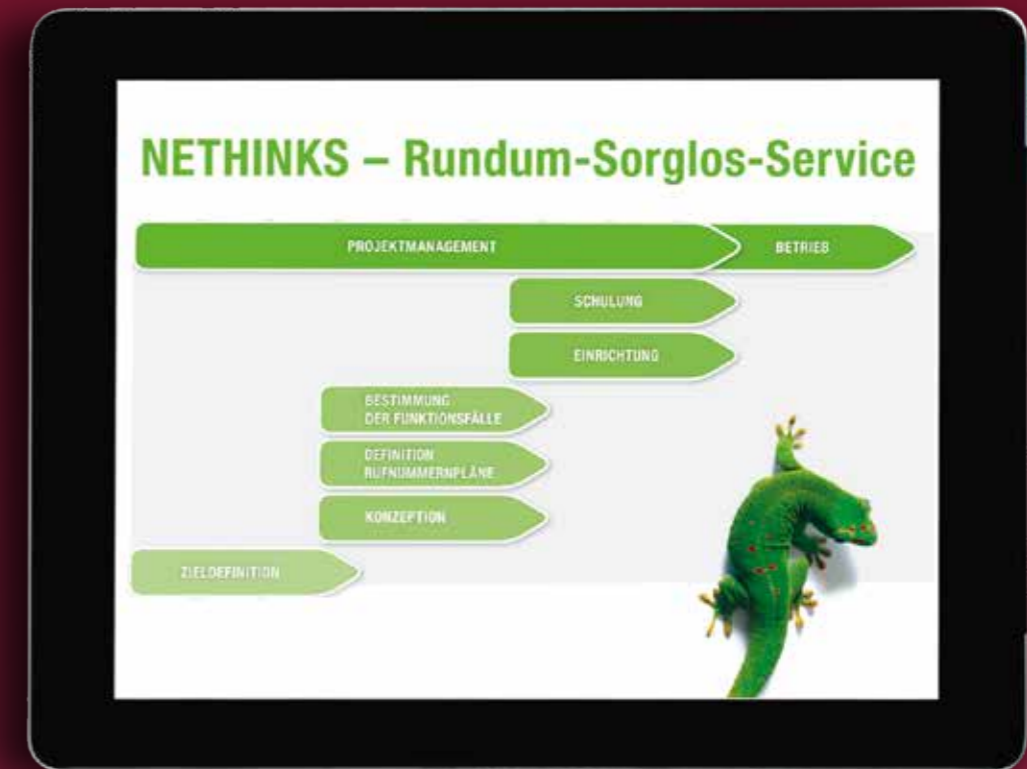 NETHINKS – Rundum-Sorglos-Service
PROJEKTMANAGEMENT
BETRIEB
SCHULUNG
EINRICHTUNG
BESTIMMUNG
DER FUNKTIONSFÄLLE
DEFINITION
RUFNUMMERNPLÄNE
KONZEPTION
ZIELDEFINITION